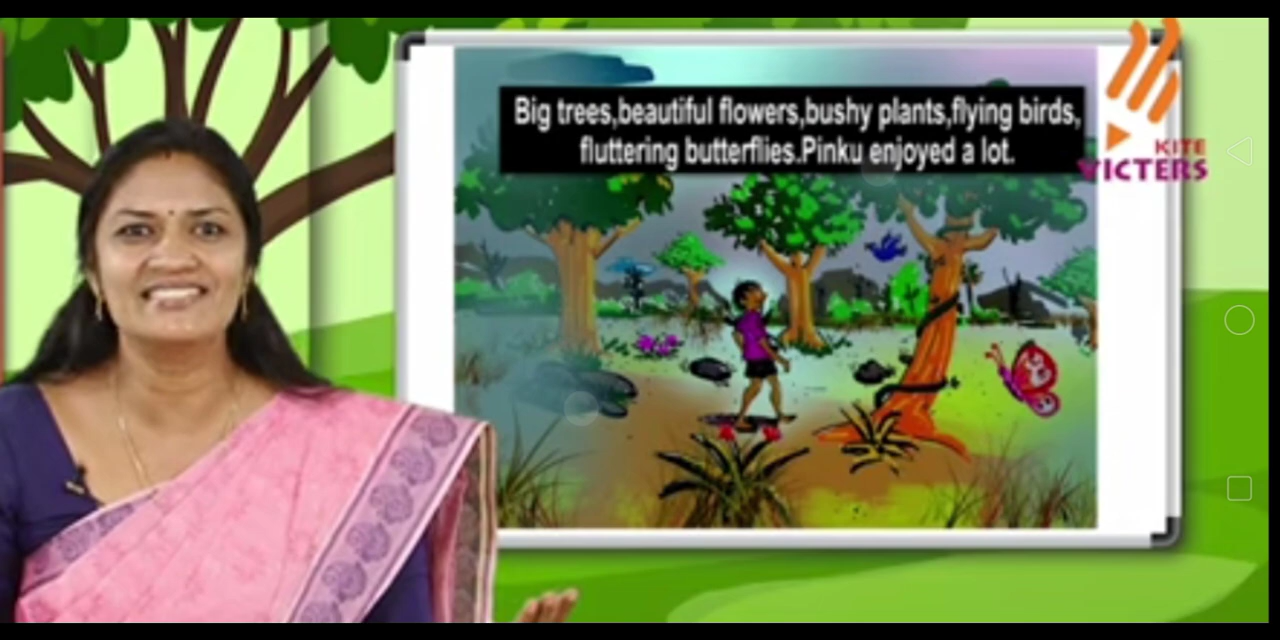 Big trees,beautiful flowers,bushy plants,flying birds,
fluttering butterflies.Pinku enjoyed a lot.
KITE
VICTERS